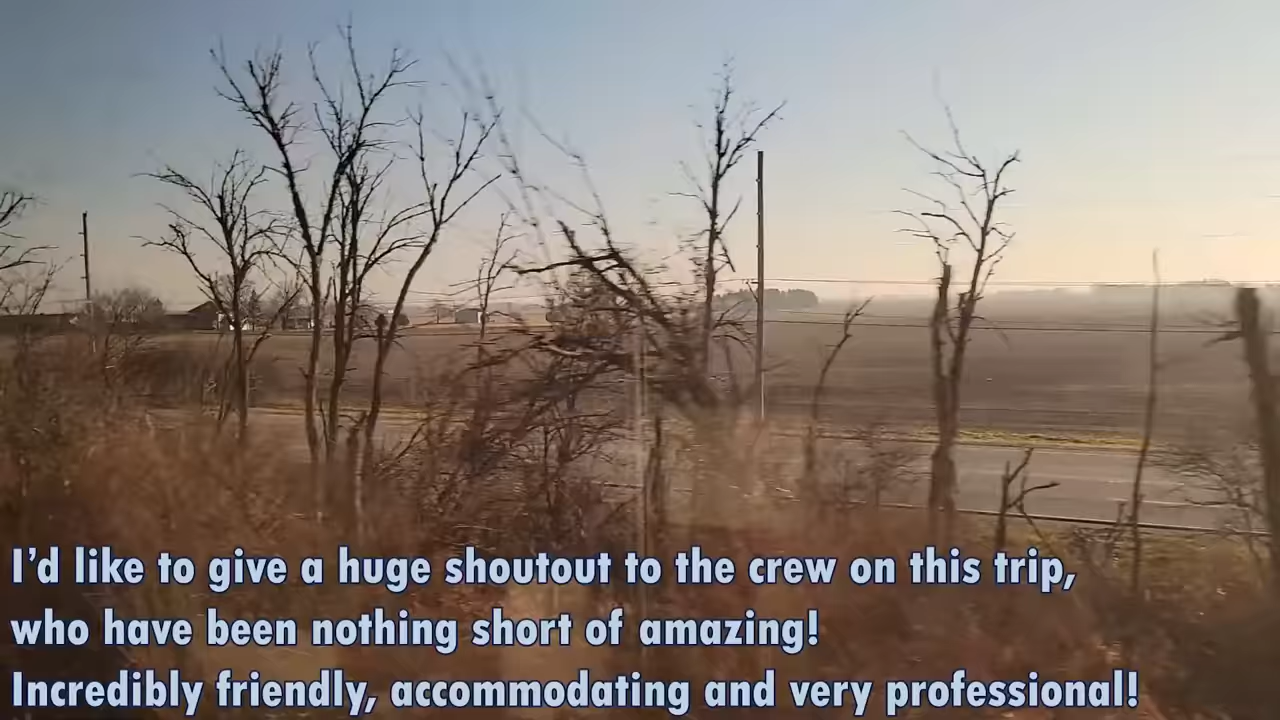 I'd like to give a huge shoutout to the crew on this trip,
who have been nothing short of amazing!
Incredibly friendly, accommodating and very professional!